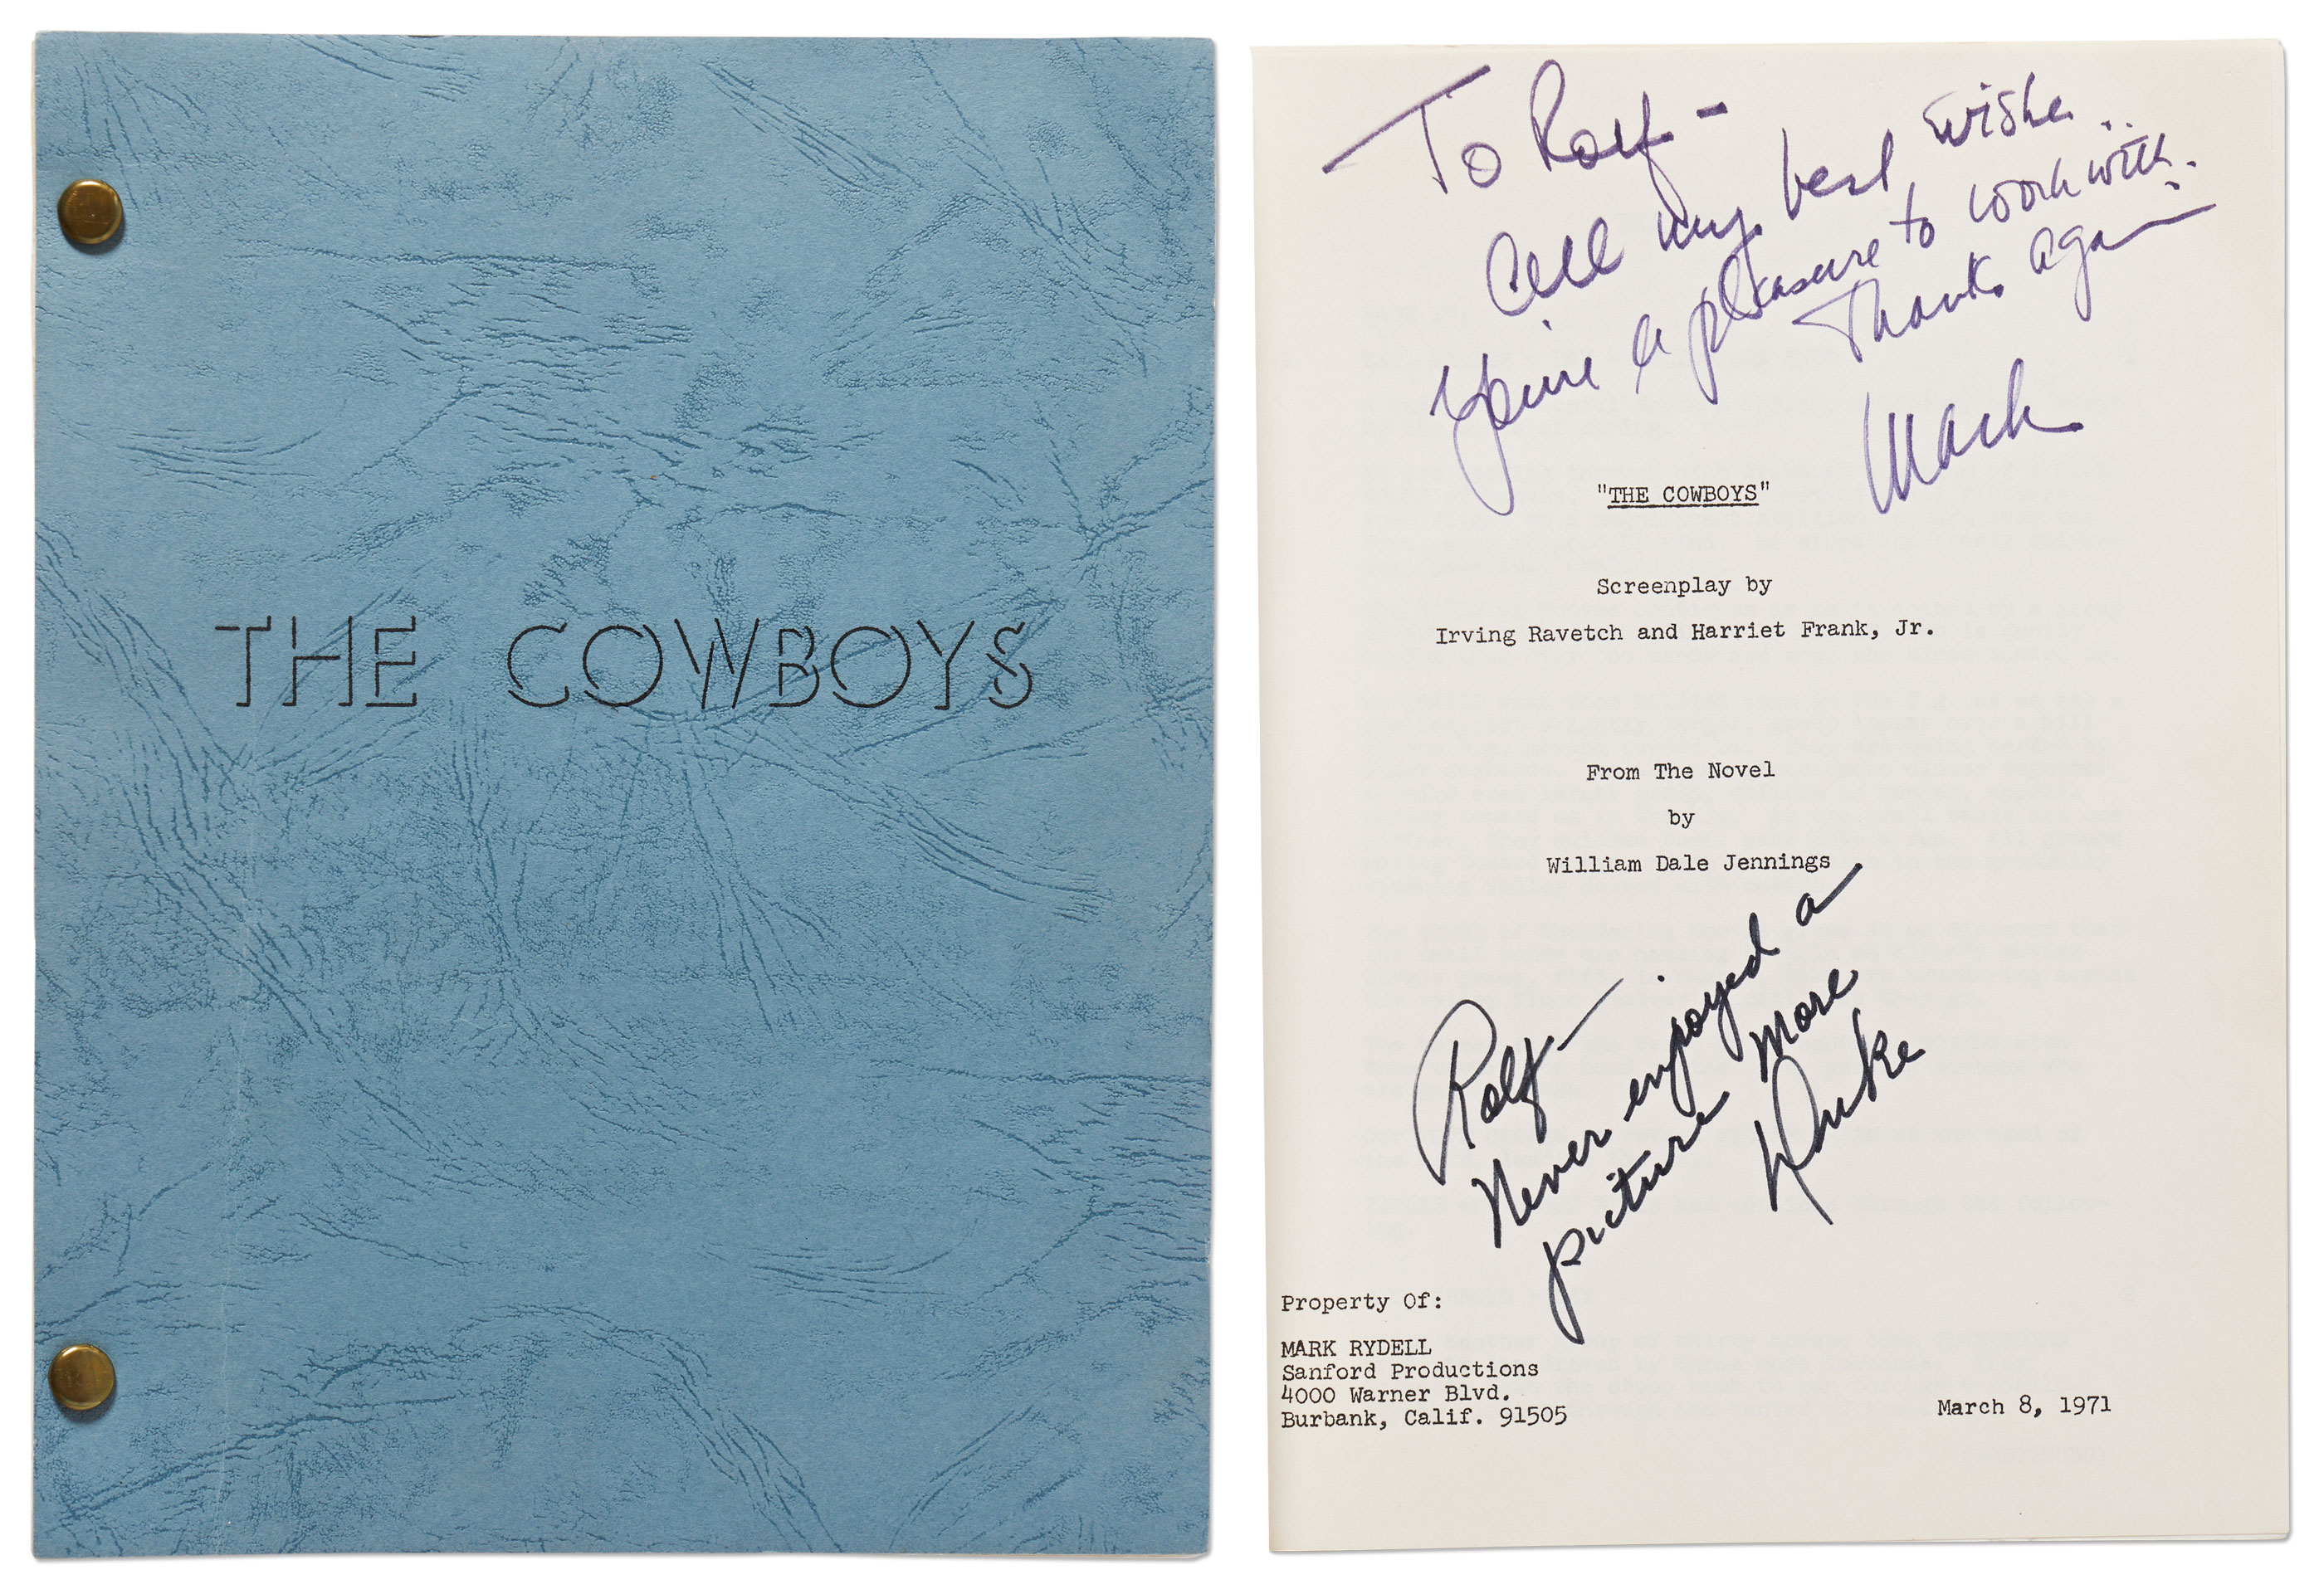 THE COWBOYS
To Rolf -
All my best wishes..
You're a pleasure to work with.
Thanks again
Mark
"THE COWBOYS"
Screenplay by
Irving Ravetch and Harriet Frank, Jr.
From The Novel
by
William Dale Jennings
Rolf-
Never enjoyed a
picture more
Duke
Property Of:
MARK RYDELL
Sanford Productions
4000 Warner Blvd.
Burbank, Calif. 91505
March 8, 1971